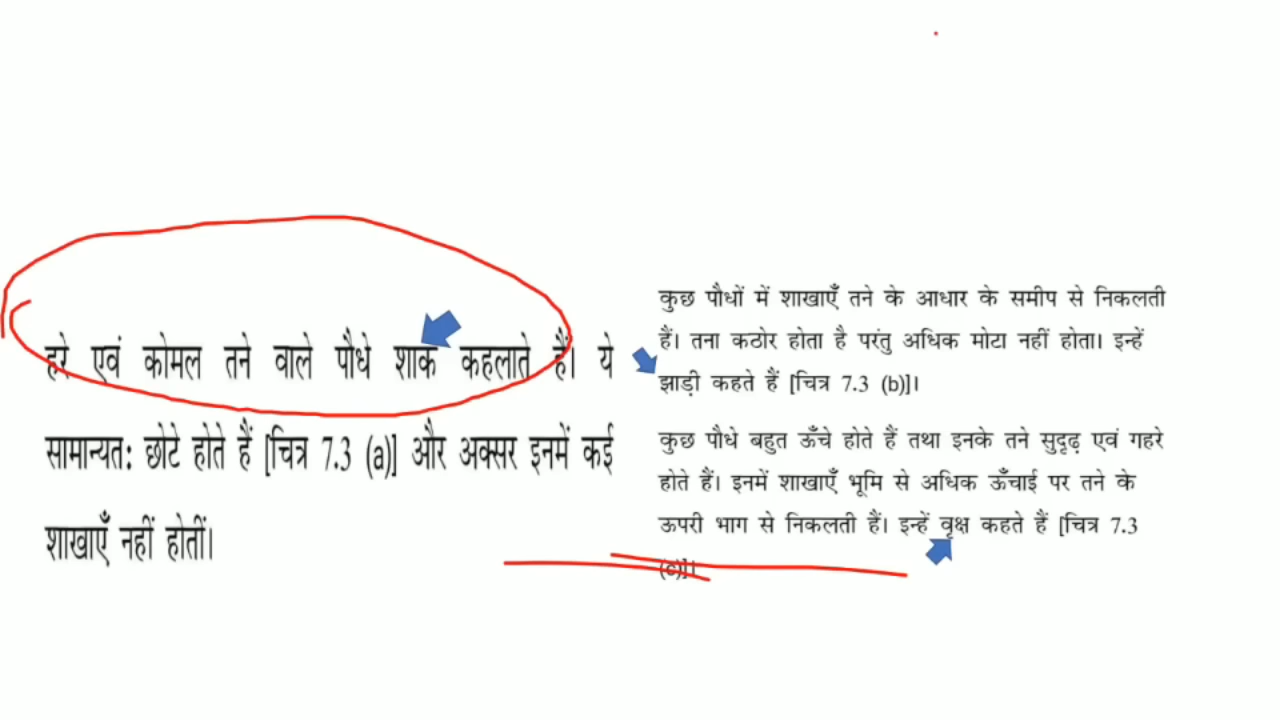 हरे एवं कोमल तने वाले पौधे शाक कहलाते हैं। ये
सामान्यत: छोटे होते हैं [चित्र 7.3 (a)] और अक्सर इनमें कई
शाखाएँ नहीं होतीं।
कुछ पौधों में शाखाएँ तने के आधार के समीप से निकलती
हैं। तना कठोर होता है परंतु अधिक मोटा नहीं होता। इन्हें
झाड़ी कहते हैं [चित्र 7.3 (b)]।
कुछ पौधे बहुत ऊँचे होते हैं तथा इनके तने सुदृढ़ एवं गहरे
होते हैं। इनमें शाखाएँ भूमि से अधिक ऊँचाई पर तने के
ऊपरी भाग से निकलती हैं। इन्हें वृक्ष कहते हैं [चित्र 7.3
(c)]।